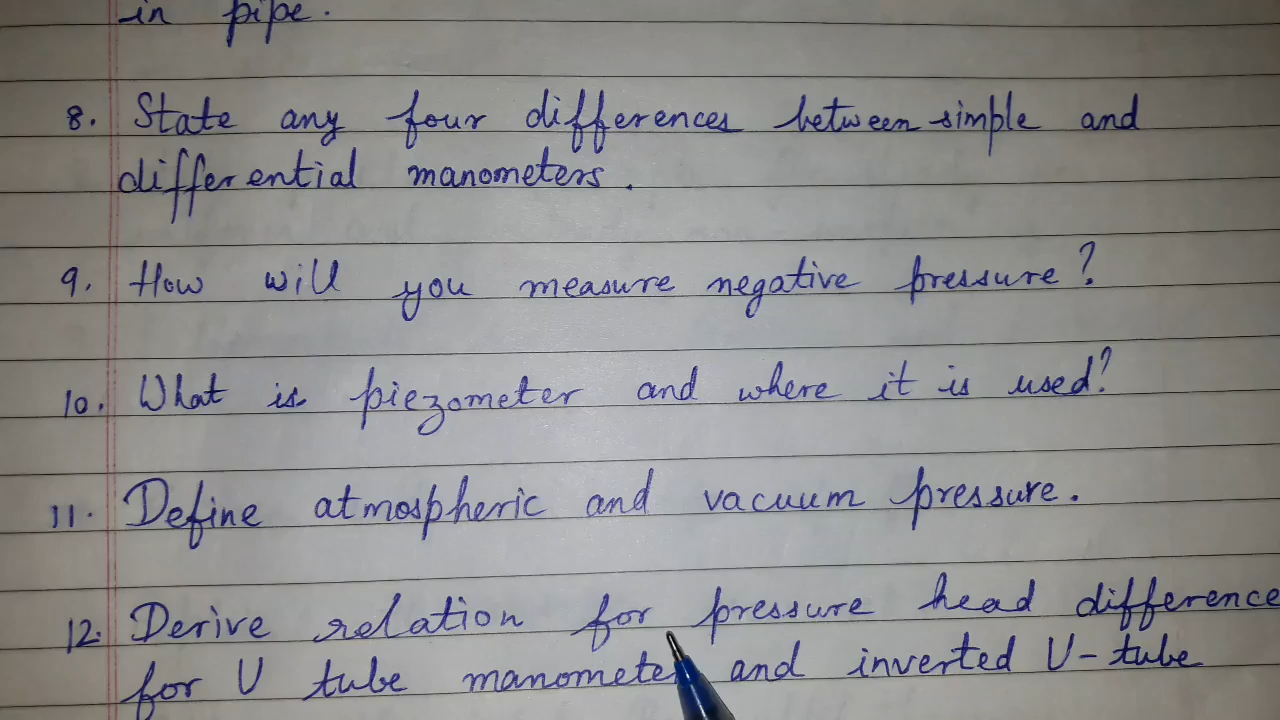 in pipe.
8. State any four differences between simple and
differential manometers.
9. How will you measure negative pressure?
10. What is piezometer and where it is used?
11. Define atmospheric and vacuum pressure.
12. Derive relation for pressure head difference
for U tube manometer and inverted U-tube